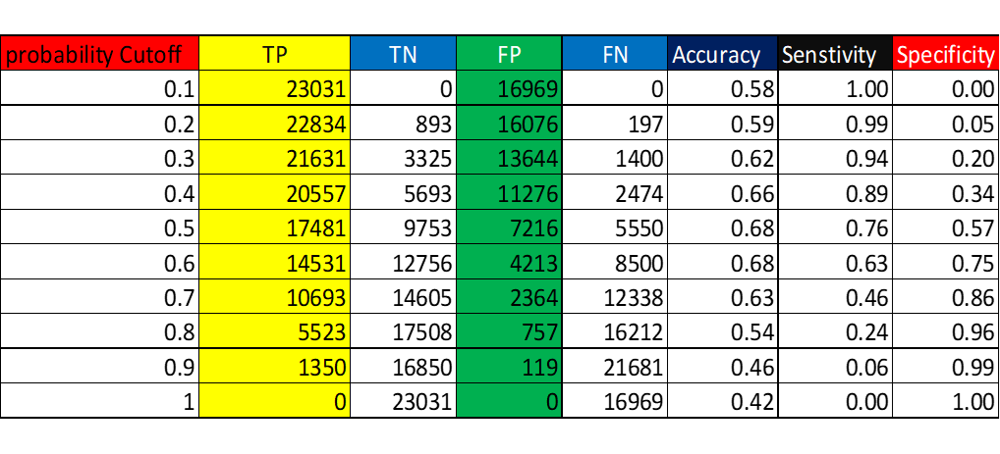 probability Cutoff TP TN FP FN Accuracy Senstivity Specificity
0.1 23031 0 16969 0 0.58 1.00 0.00
0.2 22834 893 16076 197 0.59 0.99 0.05
0.3 21631 3325 13644 1400 0.62 0.94 0.20
0.4 20557 5693 11276 2474 0.66 0.89 0.34
0.5 17481 9753 7216 5550 0.68 0.76 0.57
0.6 14531 12756 4213 8500 0.68 0.63 0.75
0.7 10693 14605 2364 12338 0.63 0.46 0.86
0.8 5523 17508 757 16212 0.54 0.24 0.96
0.9 1350 16850 119 21681 0.46 0.06 0.99
1 0 23031 0 16969 0.42 0.00 1.00